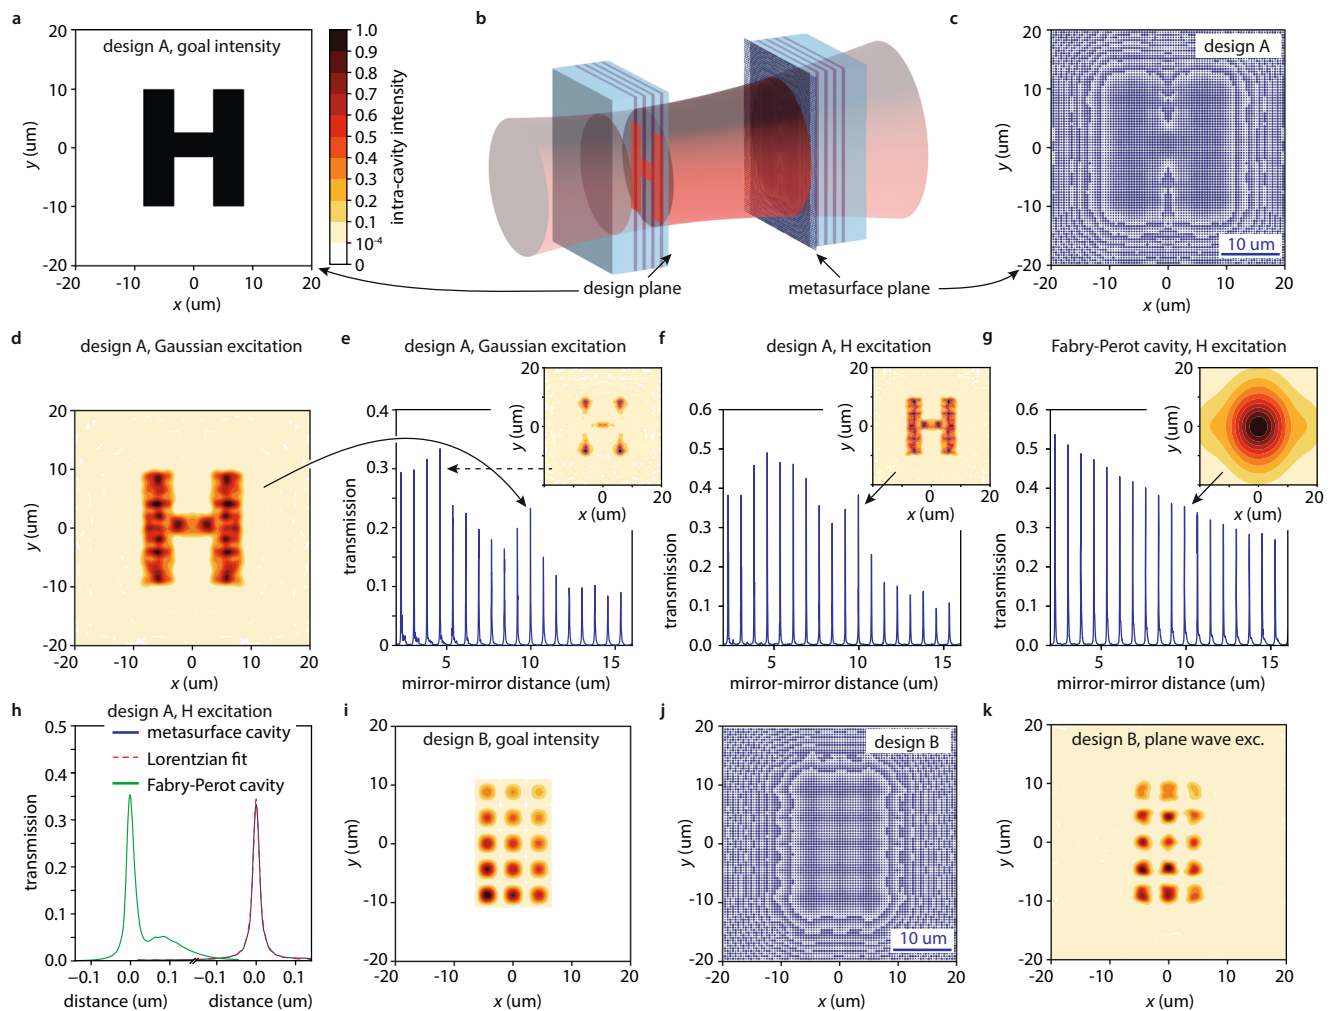 a
design A, goal intensity
20
10
0
-10
-20
y (um)
-20
-10
0
10
20
x (um)
1.0
0.9
0.8
0.7
0.6
0.5
0.4
0.3
0.2
0.1
10⁻⁴
0
intra-cavity intensity
b
design plane
metasurface plane
c
design A
20
10
0
-10
-20
y (um)
10 um
-20
-10
0
10
20
x (um)
d
design A, Gaussian excitation
20
10
0
-10
-20
y (um)
-20
-10
0
10
20
x (um)
e
design A, Gaussian excitation
0.4
0.3
0.2
0.1
0
transmission
5
10
15
mirror-mirror distance (um)
20
0
-20
y (um)
-20
0
20
x (um)
f
design A, H excitation
0.6
0.5
0.4
0.3
0.2
0.1
0.0
transmission
5
10
15
mirror-mirror distance (um)
20
0
-20
y (um)
-20
0
20
x (um)
g
Fabry-Perot cavity, H excitation
0.6
0.5
0.4
0.3
0.2
0.1
0.0
transmission
5
10
15
mirror-mirror distance (um)
20
0
-20
y (um)
-20
0
20
x (um)
h
design A, H excitation
metasurface cavity
Lorentzian fit
Fabry-Perot cavity
0.5
0.4
0.3
0.2
0.1
0.0
transmission
−0.1
0.0
0.1
−0.1
0.0
0.1
distance (um)
distance (um)
i
design B, goal intensity
20
10
0
-10
-20
y (um)
-20
-10
0
10
20
x (um)
j
design B
20
10
0
-10
-20
y (um)
10 um
-20
-10
0
10
20
x (um)
k
design B, plane wave exc.
20
10
0
-10
-20
y (um)
-20
-10
0
10
20
x (um)